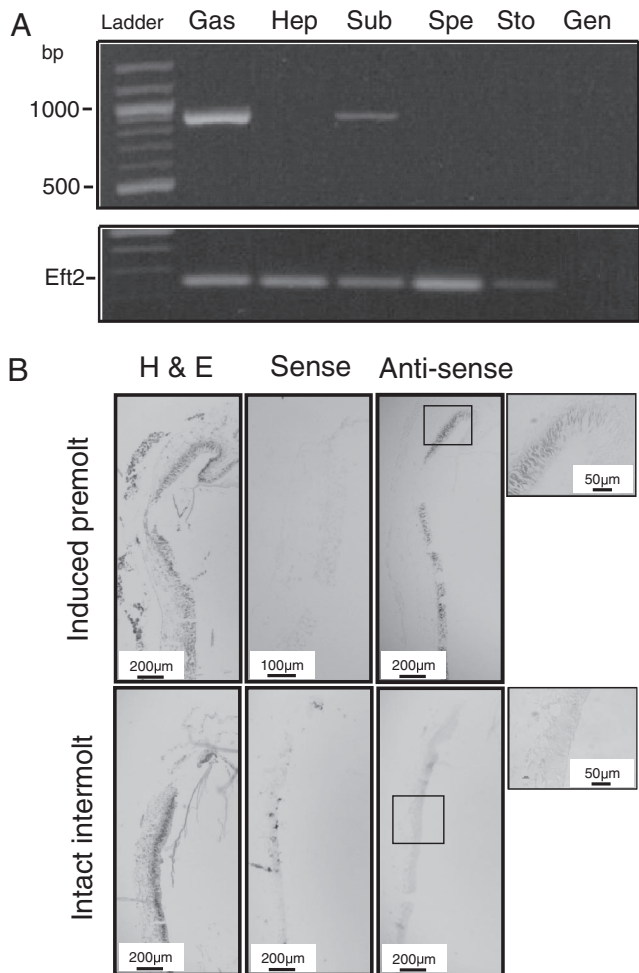 A
Ladder Gas Hep Sub Spe Sto Gen
bp
1000
500
Eft2
B
H & E Sense Anti-sense
Induced premolt
50µm
200µm 100µm 200µm
Intact intermolt
50µm
200µm 200µm 200µm